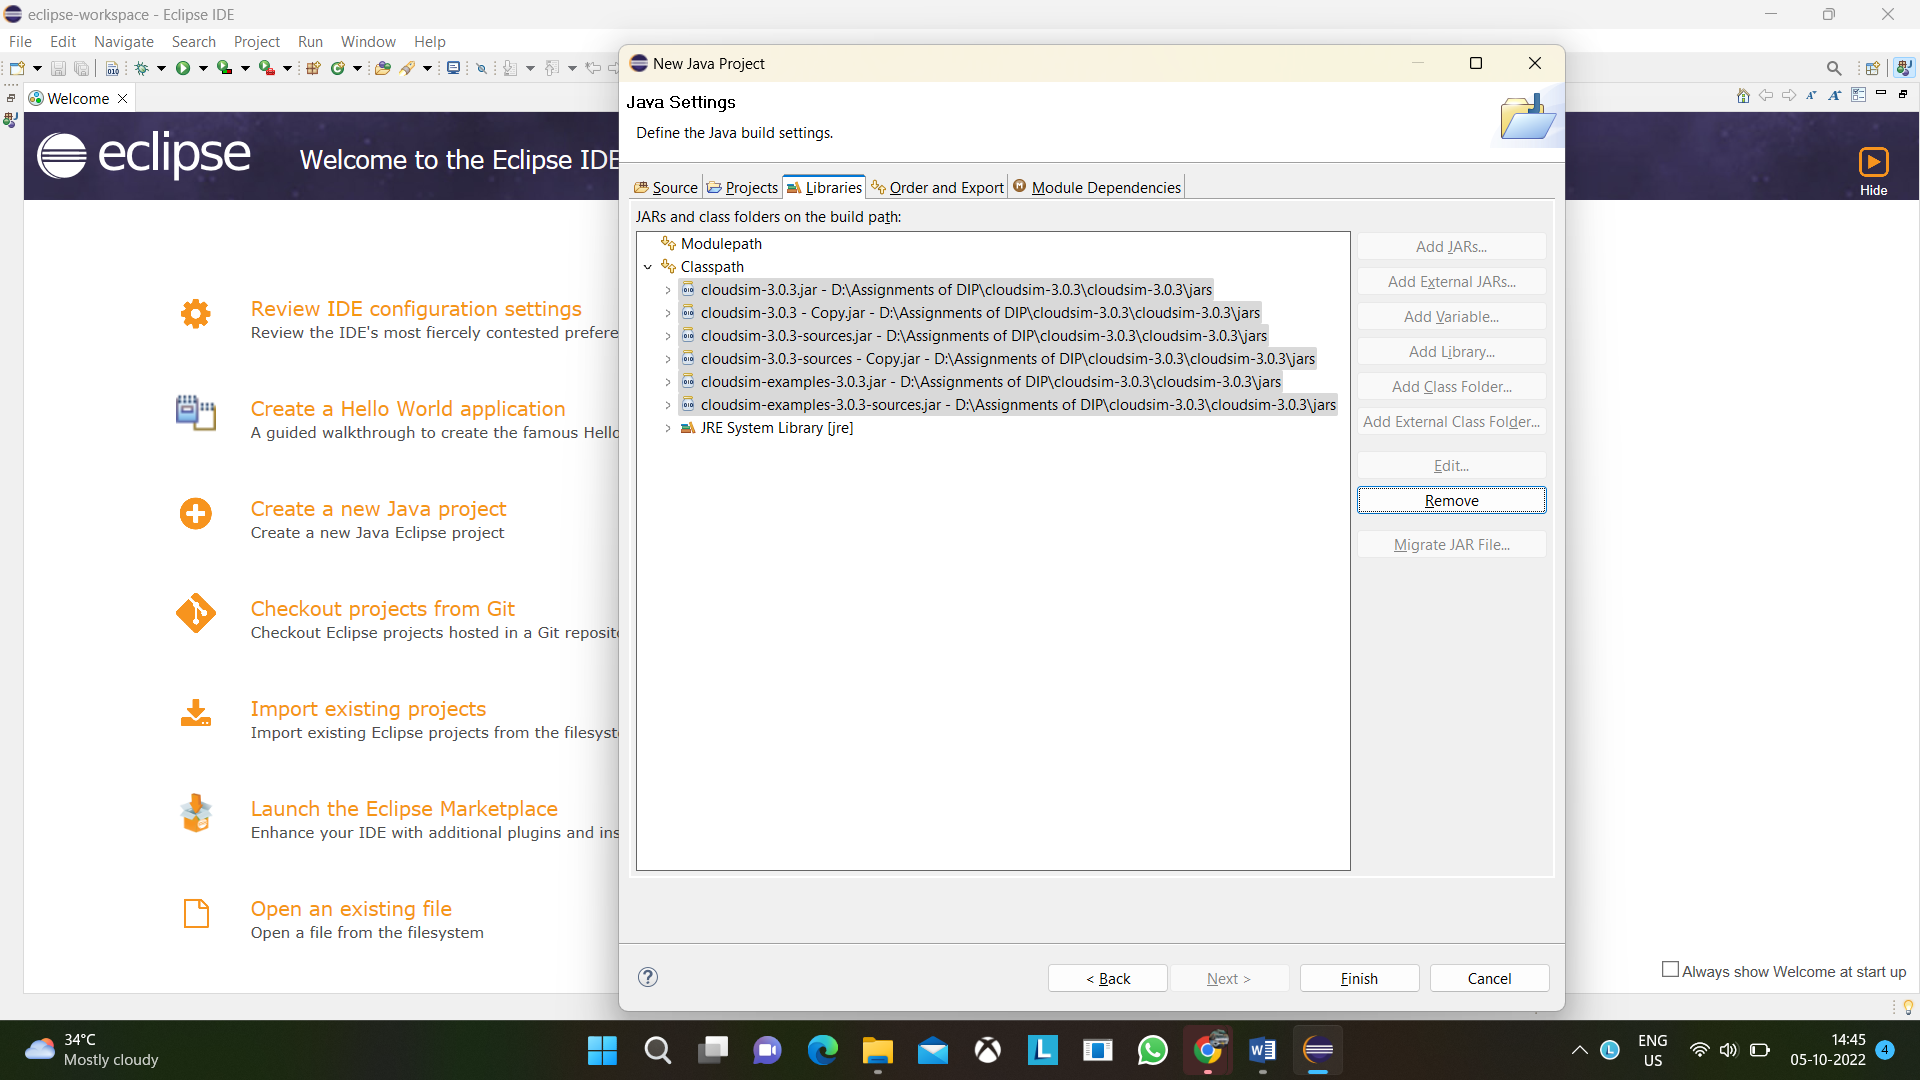 eclipse-workspace - Eclipse IDE
File Edit Navigate Search Project Run Window Help
Welcome
eclipse
Welcome to the Eclipse IDE
Hide
Review IDE configuration settings
Review the IDE's most fiercely contested prefere
Create a Hello World application
A guided walkthrough to create the famous Hello
Create a new Java project
Create a new Java Eclipse project
Checkout projects from Git
Checkout Eclipse projects hosted in a Git reposito
Import existing projects
Import existing Eclipse projects from the filesyste
Launch the Eclipse Marketplace
Enhance your IDE with additional plugins and ins
Open an existing file
Open a file from the filesystem
Always show Welcome at start up
New Java Project
Java Settings
Define the Java build settings.
Source Projects Libraries Order and Export Module Dependencies
JARs and class folders on the build path:
Modulepath
Classpath
cloudsim-3.0.3.jar - D:\Assignments of DIP\cloudsim-3.0.3\cloudsim-3.0.3\jars
cloudsim-3.0.3 - Copy.jar - D:\Assignments of DIP\cloudsim-3.0.3\cloudsim-3.0.3\jars
cloudsim-3.0.3-sources.jar - D:\Assignments of DIP\cloudsim-3.0.3\cloudsim-3.0.3\jars
cloudsim-3.0.3-sources - Copy.jar - D:\Assignments of DIP\cloudsim-3.0.3\cloudsim-3.0.3\jars
cloudsim-examples-3.0.3.jar - D:\Assignments of DIP\cloudsim-3.0.3\cloudsim-3.0.3\jars
cloudsim-examples-3.0.3-sources.jar - D:\Assignments of DIP\cloudsim-3.0.3\cloudsim-3.0.3\jars
JRE System Library [jre]
Add JARs...
Add External JARs...
Add Variable...
Add Library...
Add Class Folder...
Add External Class Folder...
Edit...
Remove
Migrate JAR File...
< Back Next > Finish Cancel
34°C
Mostly cloudy
ENG
US
14:45
05-10-2022
4